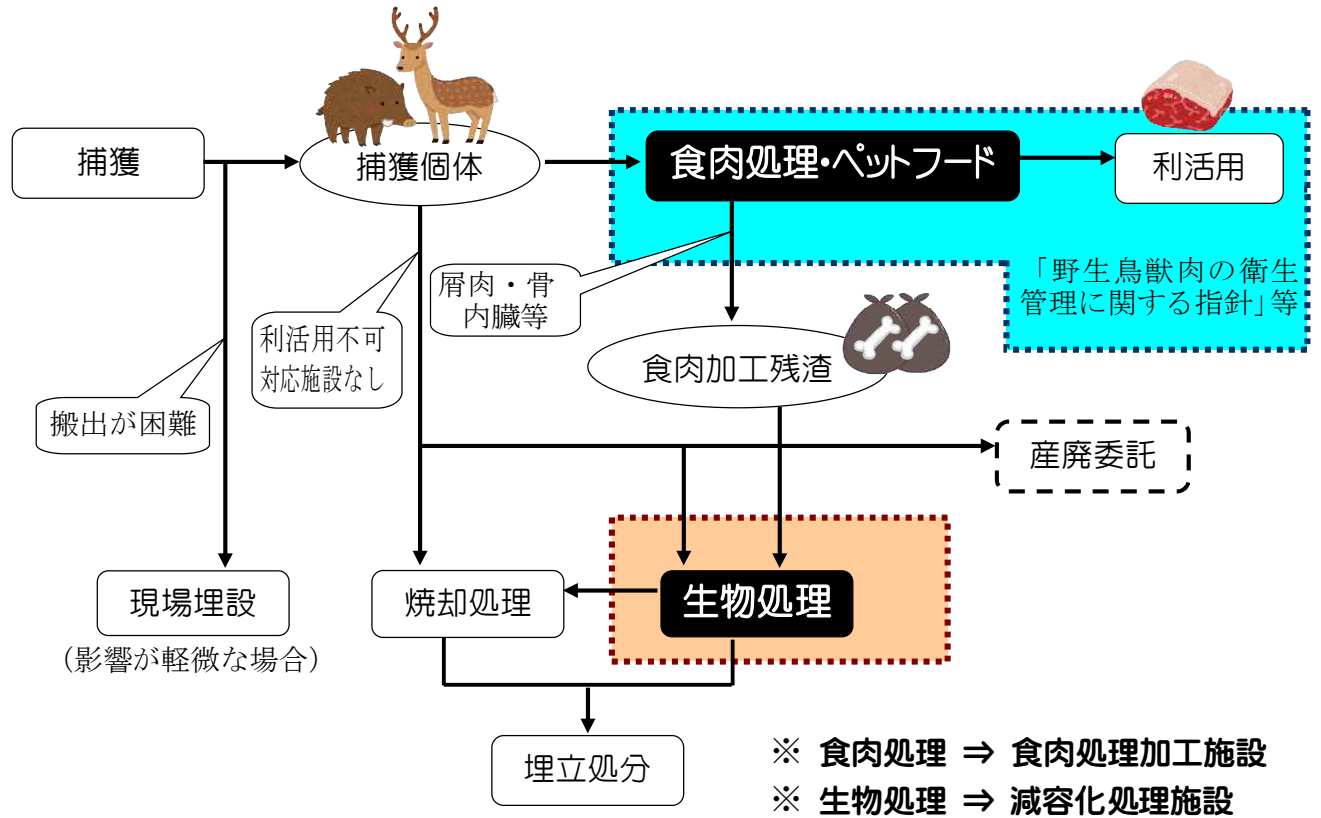 捕獲
捕獲個体
食肉処理・ペットフード
利活用
「野生鳥獣肉の衛生
管理に関する指針」等
屑肉・骨
内臓等
利活用不可
対応施設なし
搬出が困難
食肉加工残渣
産廃委託
現場埋設
（影響が軽微な場合）
焼却処理
生物処理
埋立処分
※ 食肉処理 ⇒ 食肉処理加工施設
※ 生物処理 ⇒ 減容化処理施設